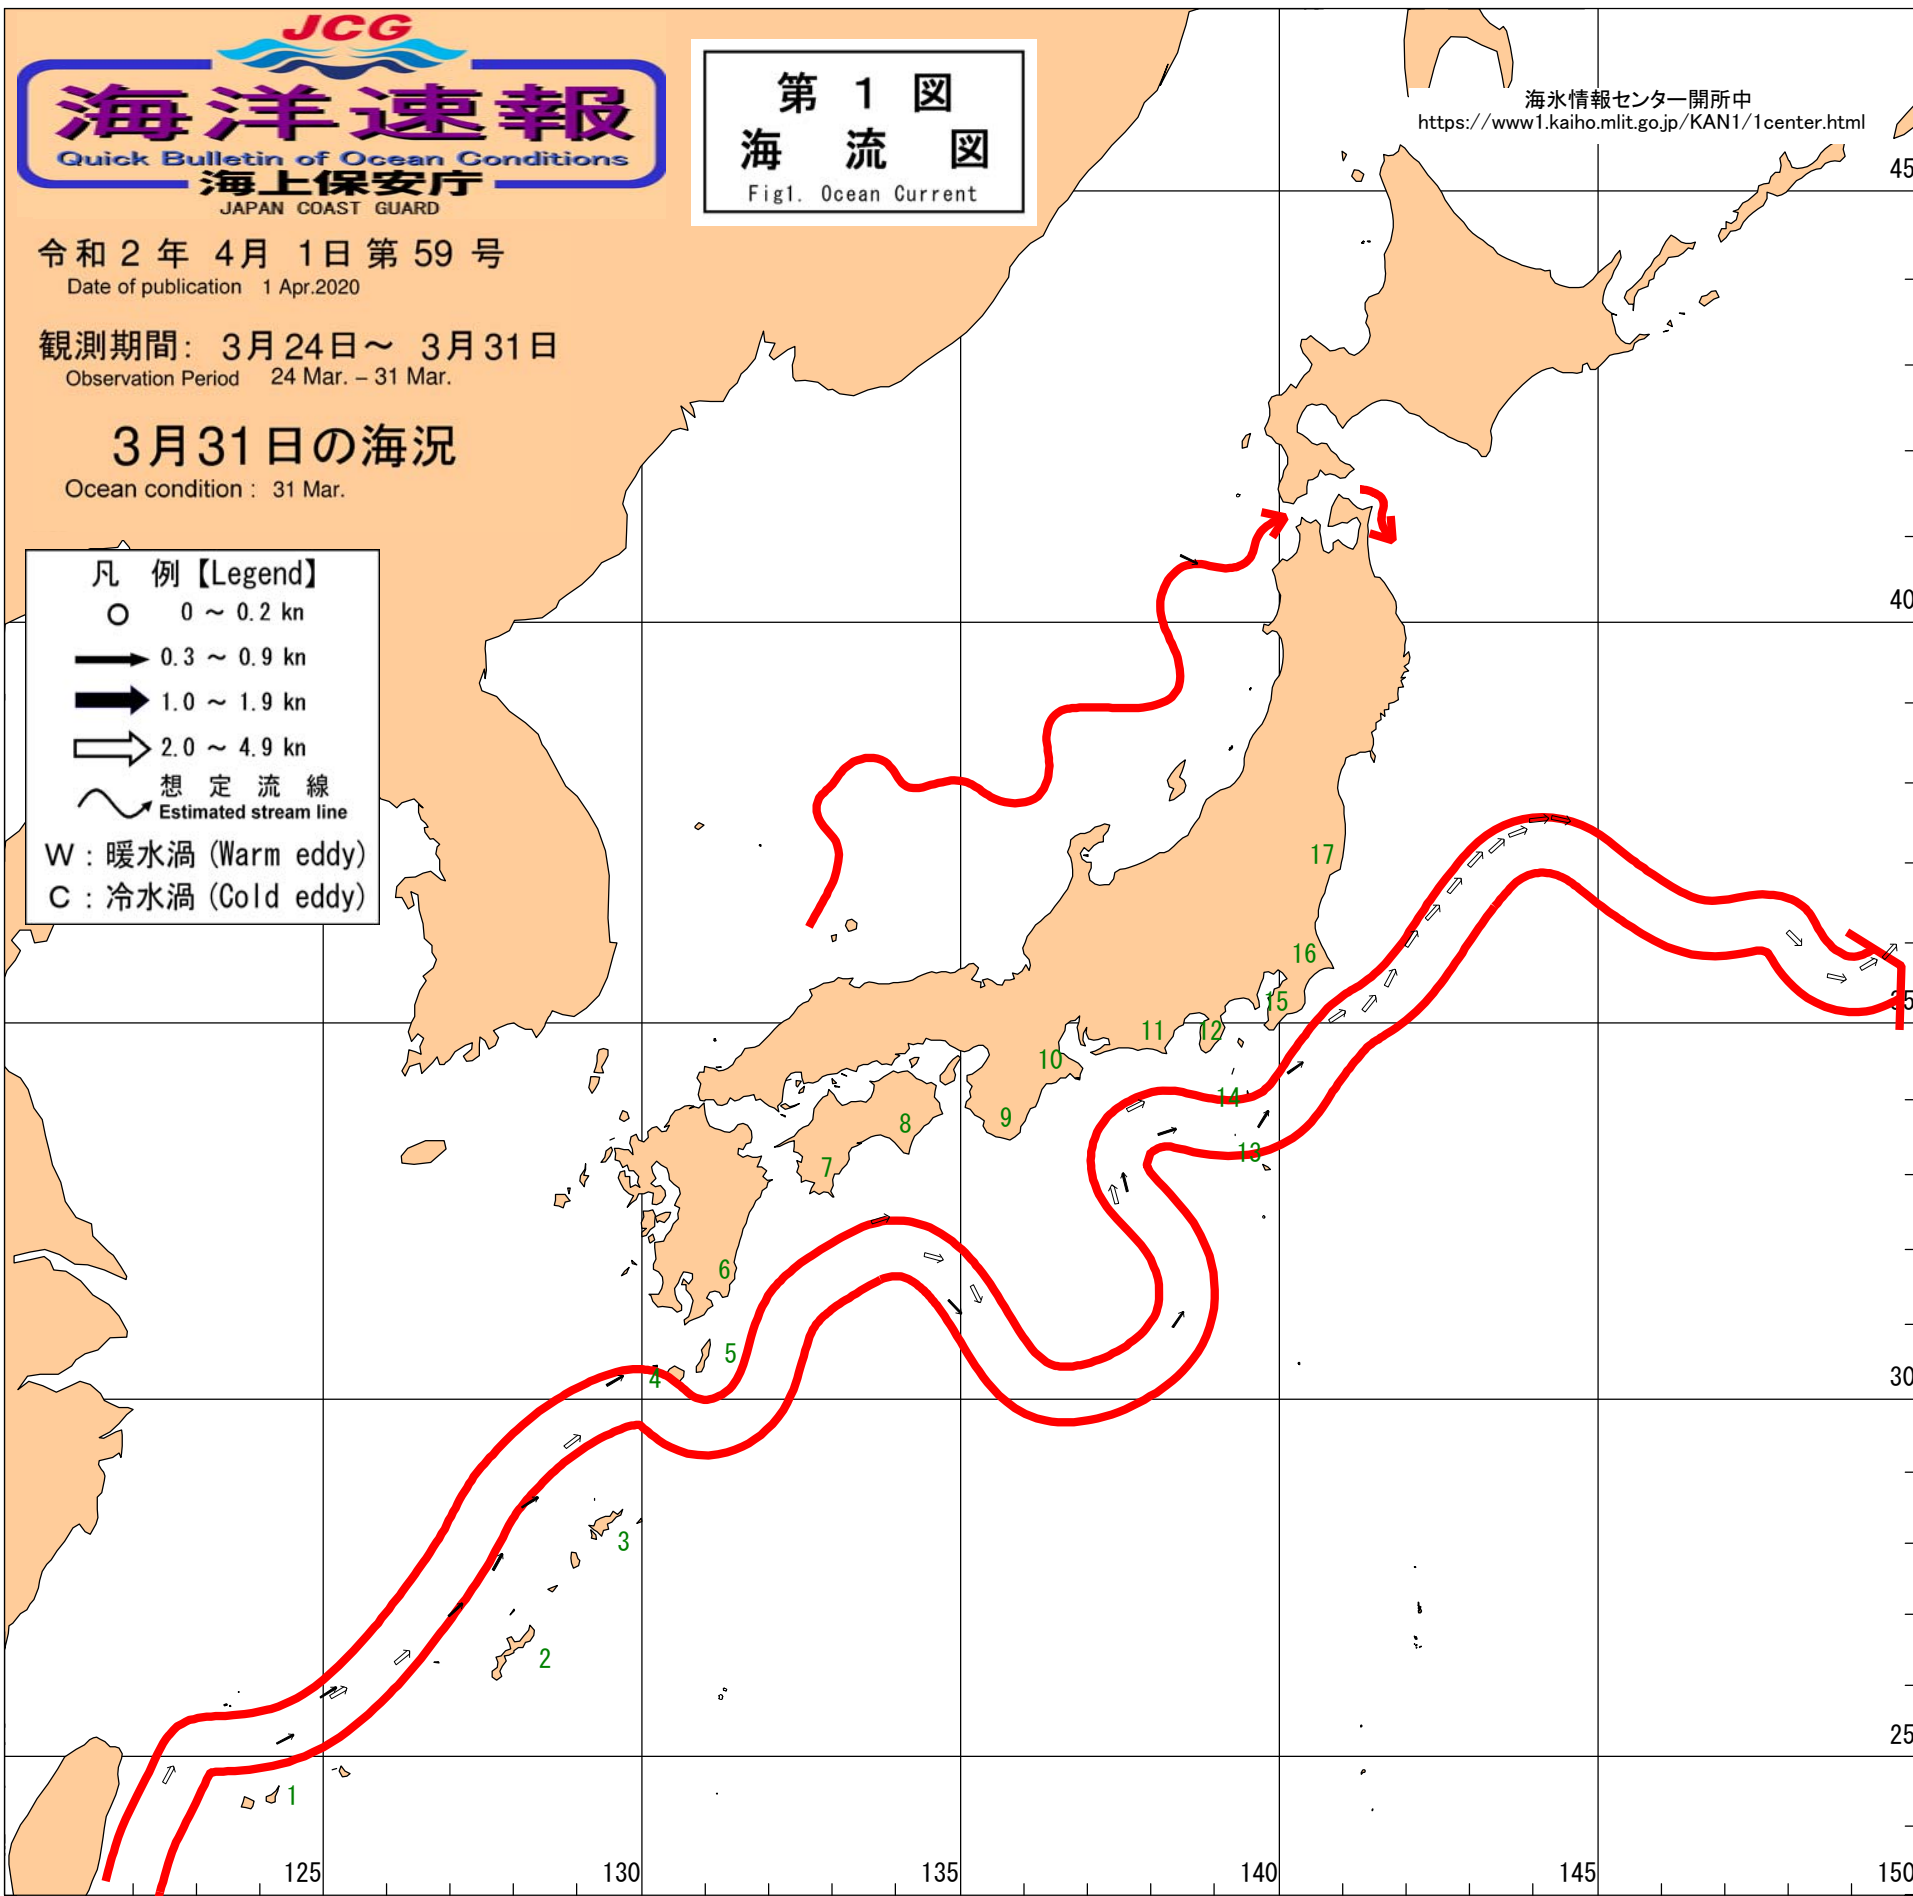 JCG
海洋速報
Quick Bulletin of Ocean Conditions
海上保安庁
JAPAN COAST GUARD
第 1 図
海 流 図
Fig1. Ocean Current
海氷情報センター開所中
https://www1.kaiho.mlit.go.jp/KAN1/1center.html
令和 2 年 4月 1日 第 59 号
Date of publication 1 Apr.2020
観測期間: 3月24日～ 3月31日
Observation Period 24 Mar. – 31 Mar.
3月31日の海況
Ocean condition : 31 Mar.
凡 例【Legend】
0 ～ 0.2 kn
0.3 ～ 0.9 kn
1.0 ～ 1.9 kn
2.0 ～ 4.9 kn
想 定 流 線
Estimated stream line
W : 暖水渦 (Warm eddy)
C : 冷水渦 (Cold eddy)
45
40
17
16
35
15
11
12
10
14
9
8
13
7
6
5
4
30
3
2
25
1
125
130
135
140
145
150